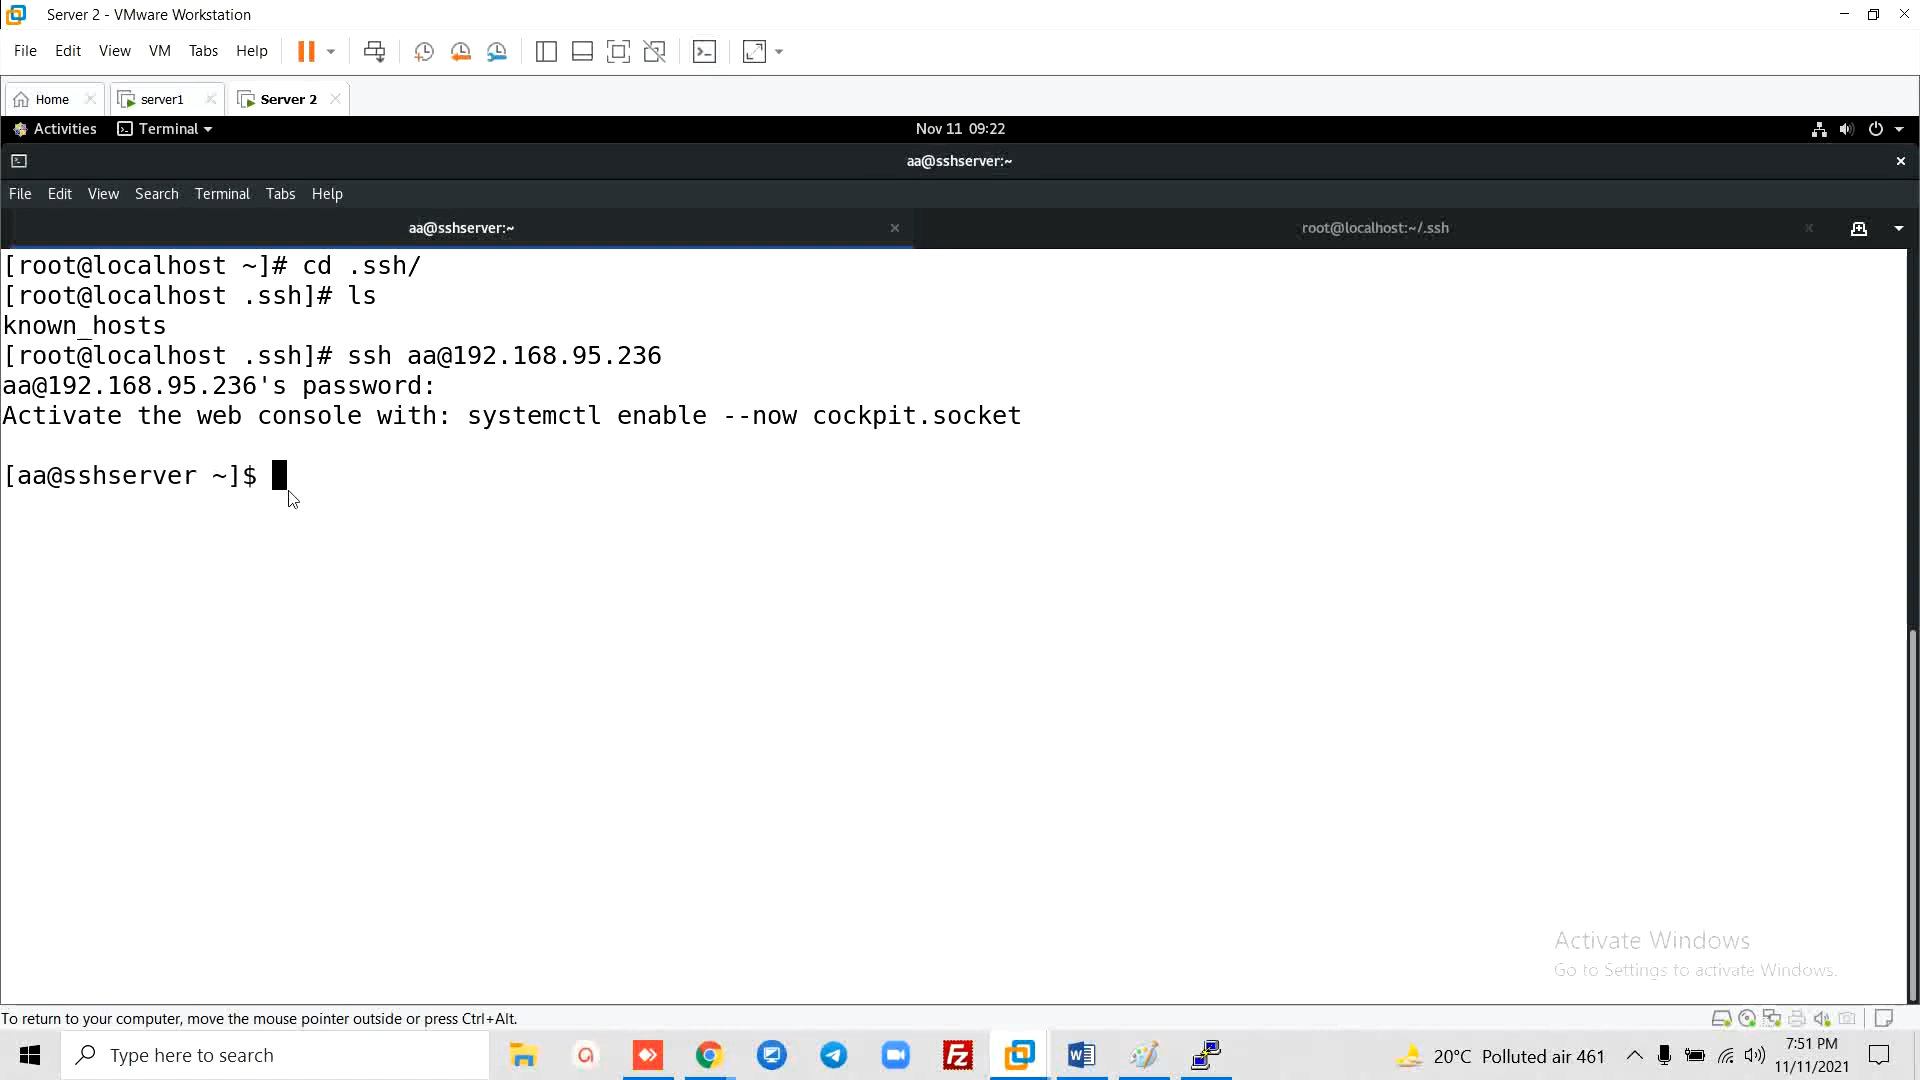 Server 2 - VMware Workstation
File Edit View VM Tabs Help
Home server1 Server 2
Activities Terminal Nov 11 09:22
aa@sshserver:~
File Edit View Search Terminal Tabs Help
aa@sshserver:~ root@localhost:~/.ssh
[root@localhost ~]# cd .ssh/
[root@localhost .ssh]# ls
known_hosts
[root@localhost .ssh]# ssh aa@192.168.95.236
aa@192.168.95.236's password:
Activate the web console with: systemctl enable --now cockpit.socket
[aa@sshserver ~]$
Activate Windows
Go to Settings to activate Windows.
To return to your computer, move the mouse pointer outside or press Ctrl+Alt.
Type here to search
20°C Polluted air 461
7:51 PM
11/11/2021